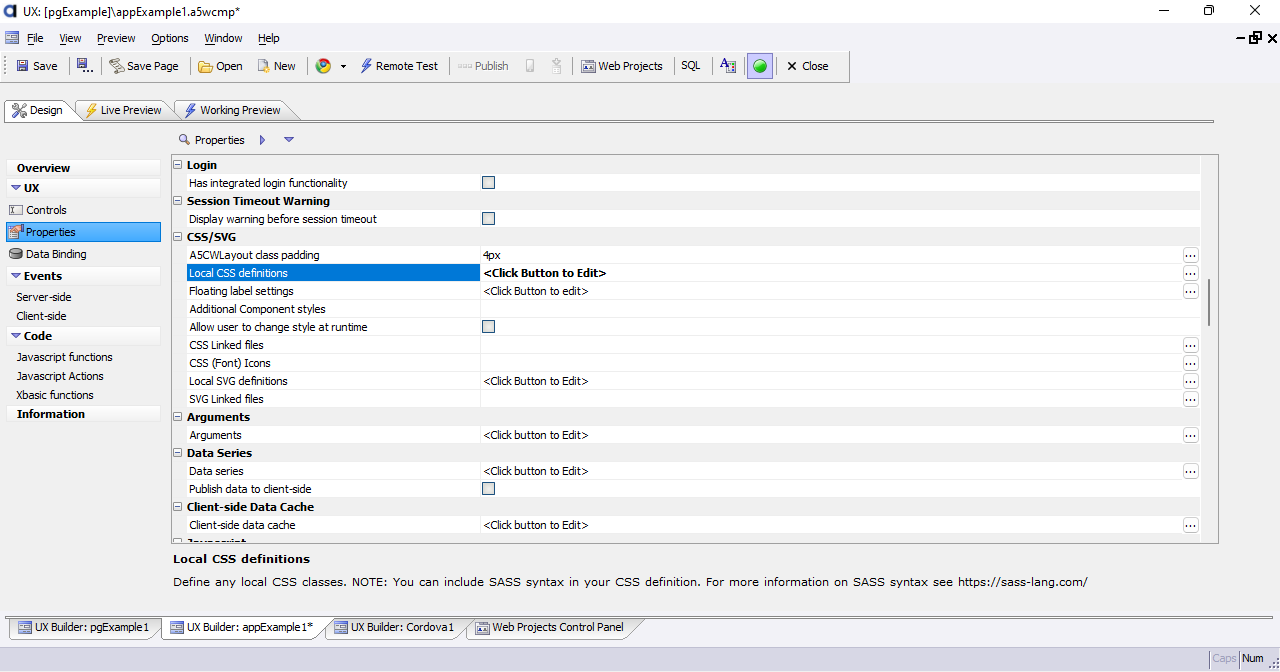 UX: [pgExample]\appExample1.a5wcmp*
File View Preview Options Window Help
Save Save Page Open New Remote Test Publish Web Projects SQL Close
Design Live Preview Working Preview
Properties
Overview
UX
Controls
Properties
Data Binding
Events
Server-side
Client-side
Code
Javascript functions
Javascript Actions
Xbasic functions
Information
Login
Has integrated login functionality
Session Timeout Warning
Display warning before session timeout
CSS/SVG
A5CWLayout class padding 4px ...
Local CSS definitions <Click Button to Edit> ...
Floating label settings <Click Button to edit> ...
Additional Component styles
Allow user to change style at runtime
CSS Linked files ...
CSS (Font) Icons ...
Local SVG definitions <Click Button to Edit> ...
SVG Linked files ...
Arguments
Arguments <Click button to Edit> ...
Data Series
Data series <Click button to Edit> ...
Publish data to client-side
Client-side Data Cache
Client-side data cache <Click button to Edit> ...
Local CSS definitions
Define any local CSS classes. NOTE: You can include SASS syntax in your CSS definition. For more information on SASS syntax see https://sass-lang.com/
UX Builder: pgExample1 UX Builder: appExample1* UX Builder: Cordova1 Web Projects Control Panel
Caps Num